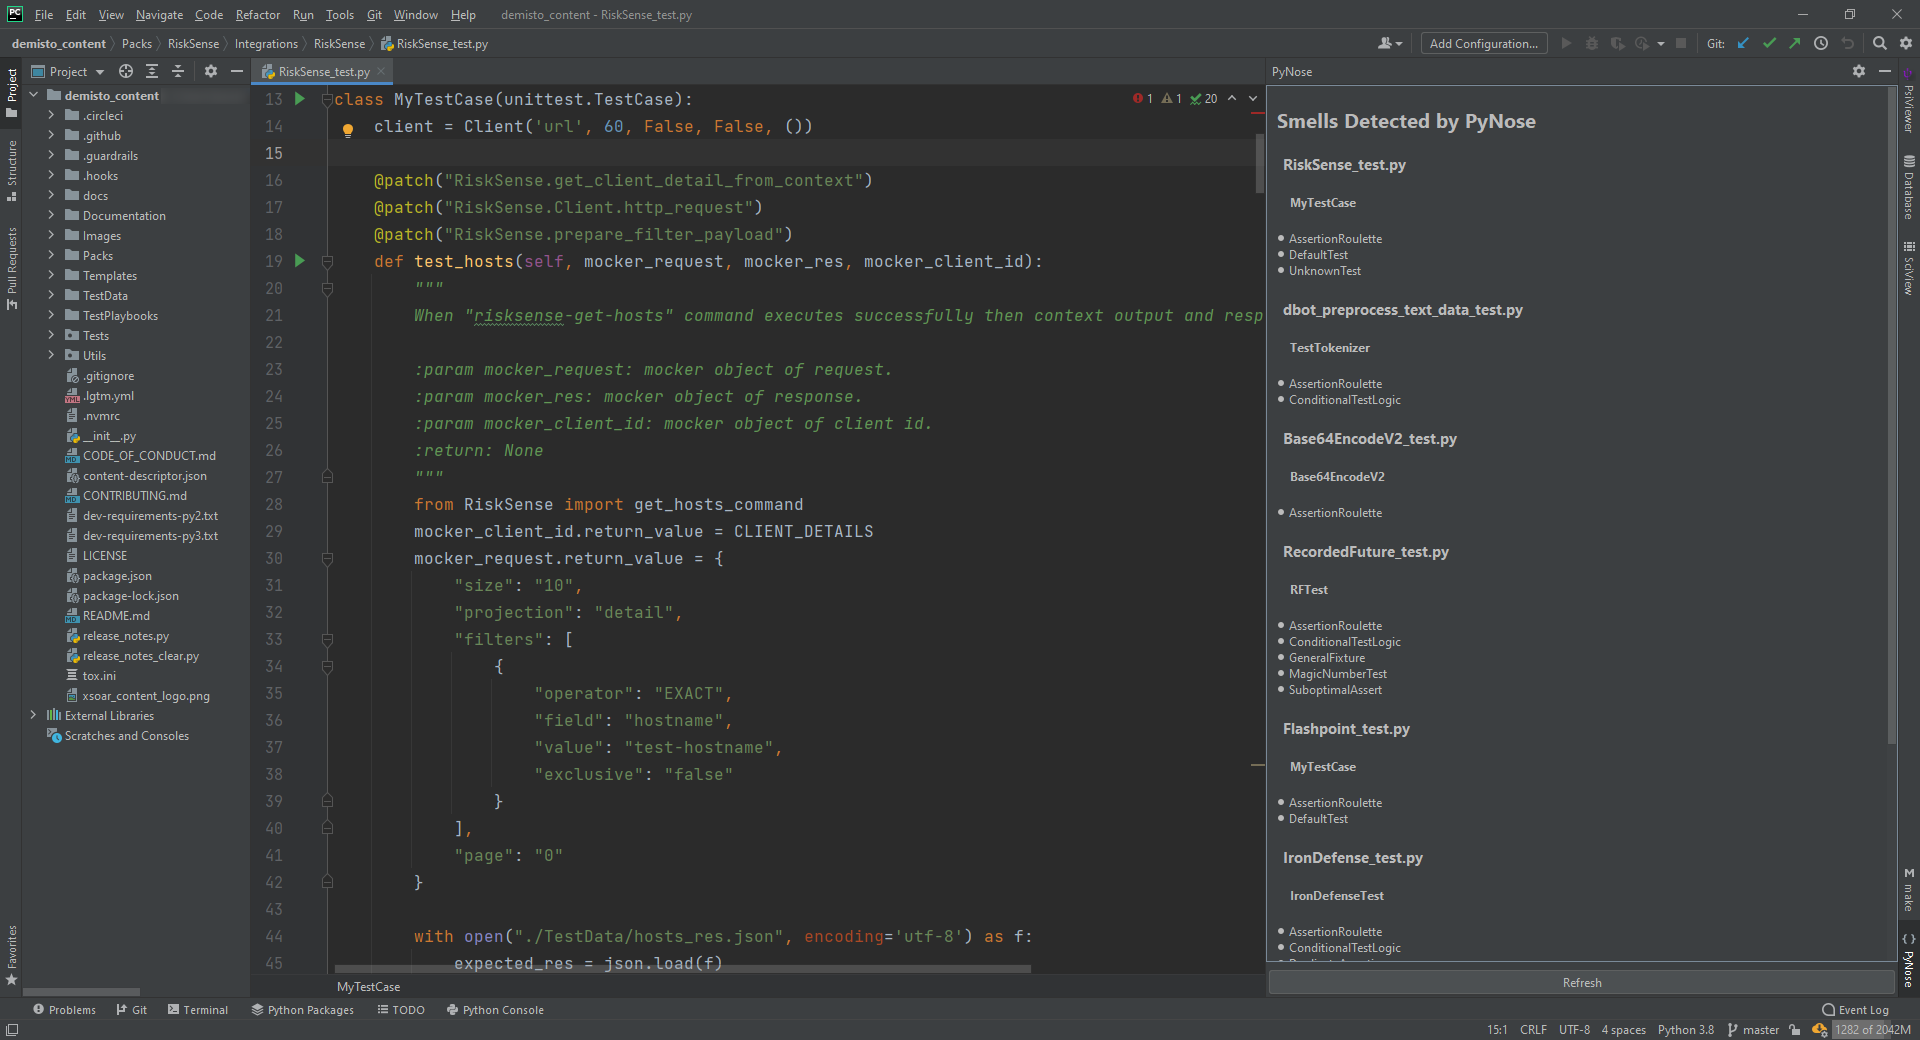 PC File Edit View Navigate Code Refactor Run Tools Git Window Help demisto_content - RiskSense_test.py
demisto_content Packs RiskSense Integrations RiskSense RiskSense_test.py Add Configuration... Git:
Project
RiskSense_test.py
PyNose
Project
Structure
Pull Requests
Favorites
demisto_content
.circleci
.github
.guardrails
.hooks
docs
Documentation
Images
Packs
Templates
TestData
TestPlaybooks
Tests
Utils
.gitignore
.lgtm.yml
.nvmrc
__init__.py
CODE_OF_CONDUCT.md
content-descriptor.json
CONTRIBUTING.md
dev-requirements-py2.txt
dev-requirements-py3.txt
LICENSE
package.json
package-lock.json
README.md
release_notes.py
release_notes_clear.py
tox.ini
xsoar_content_logo.png
External Libraries
Scratches and Consoles
1 1 20
13 class MyTestCase(unittest.TestCase):
14 client = Client('url', 60, False, False, ())
15
16 @patch("RiskSense.get_client_detail_from_context")
17 @patch("RiskSense.Client.http_request")
18 @patch("RiskSense.prepare_filter_payload")
19 def test_hosts(self, mocker_request, mocker_res, mocker_client_id):
20 """
21 When "risksense-get-hosts" command executes successfully then context output and resp
22
23 :param mocker_request: mocker object of request.
24 :param mocker_res: mocker object of response.
25 :param mocker_client_id: mocker object of client id.
26 :return: None
27 """
28 from RiskSense import get_hosts_command
29 mocker_client_id.return_value = CLIENT_DETAILS
30 mocker_request.return_value = {
31 "size": "10",
32 "projection": "detail",
33 "filters": [
34 {
35 "operator": "EXACT",
36 "field": "hostname",
37 "value": "test-hostname",
38 "exclusive": "false"
39 }
40 ],
41 "page": "0"
42 }
43
44 with open("./TestData/hosts_res.json", encoding='utf-8') as f:
45 expected_res = json.load(f)
MyTestCase
Smells Detected by PyNose
RiskSense_test.py
MyTestCase
AssertionRoulette
DefaultTest
UnknownTest
dbot_preprocess_text_data_test.py
TestTokenizer
AssertionRoulette
ConditionalTestLogic
Base64EncodeV2_test.py
Base64EncodeV2
AssertionRoulette
RecordedFuture_test.py
RFTest
AssertionRoulette
ConditionalTestLogic
GeneralFixture
MagicNumberTest
SuboptimalAssert
Flashpoint_test.py
MyTestCase
AssertionRoulette
DefaultTest
IronDefense_test.py
IronDefenseTest
AssertionRoulette
ConditionalTestLogic
Refresh
PsiViewer
Database
SciView
M make
PyNose
Problems Git Terminal Python Packages TODO Python Console Event Log
15:1 CRLF UTF-8 4 spaces Python 3.8 master 1282 of 2042M